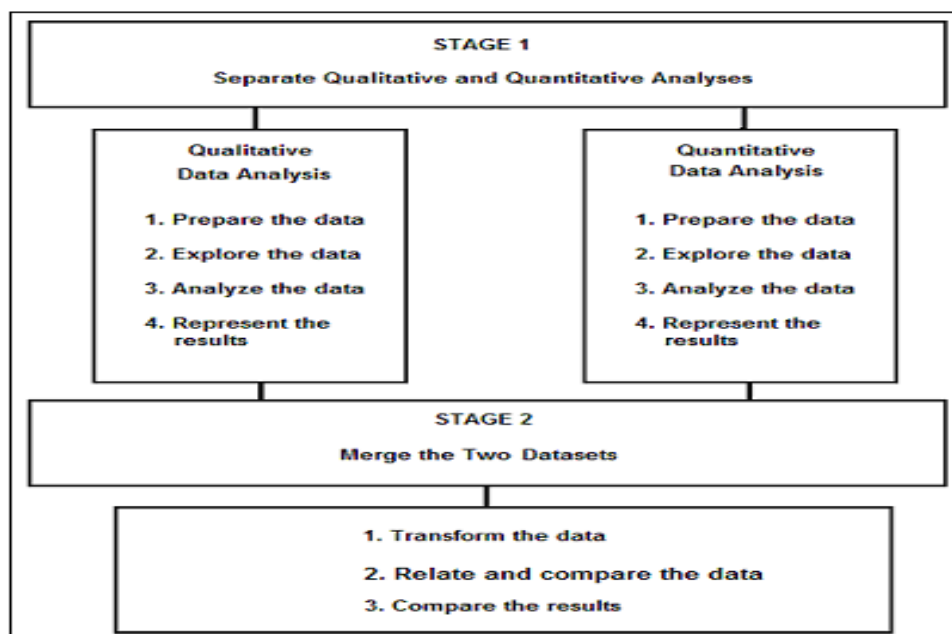 STAGE 1
Separate Qualitative and Quantitative Analyses
Qualitative
Data Analysis
1. Prepare the data
2. Explore the data
3. Analyze the data
4. Represent the
results
Quantitative
Data Analysis
1. Prepare the data
2. Explore the data
3. Analyze the data
4. Represent the
results
STAGE 2
Merge the Two Datasets
1. Transform the data
2. Relate and compare the data
3. Compare the results